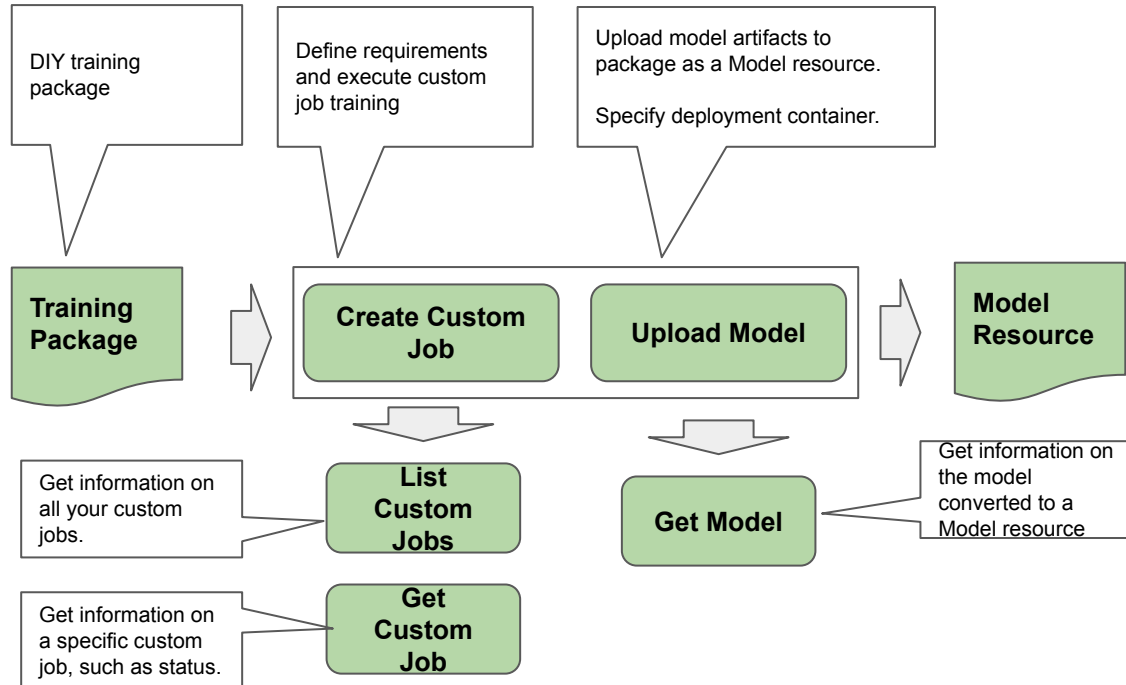 DIY training
package
Define requirements
and execute custom
job training
Upload model artifacts to
package as a Model resource.
Specify deployment container.
Training
Package
Create Custom
Job
Upload Model
Model
Resource
Get information on
all your custom
jobs.
List
Custom
Jobs
Get Model
Get information on
the model
converted to a
Model resource
Get information on
a specific custom
job, such as status.
Get
Custom
Job